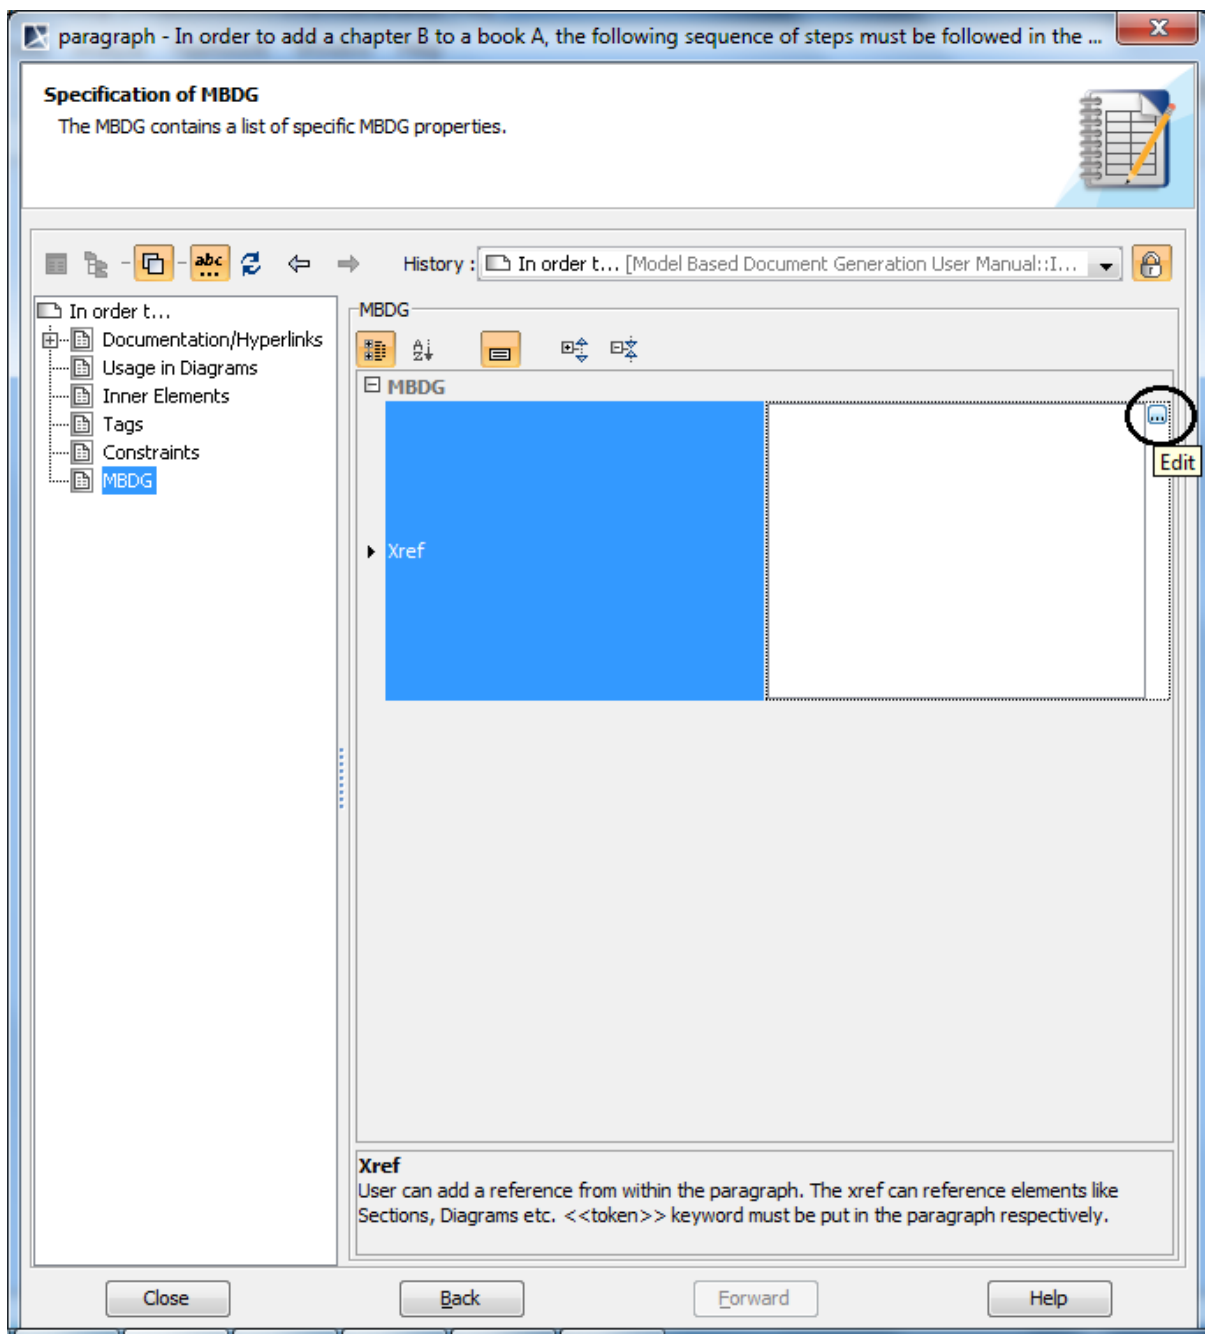 paragraph - In order to add a chapter B to a book A, the following sequence of steps must be followed in the ...
X
Specification of MBDG
The MBDG contains a list of specific MBDG properties.
abc
...
History : In order t... [Model Based Document Generation User Manual::I...
In order t...
Documentation/Hyperlinks
Usage in Diagrams
Inner Elements
Tags
Constraints
MBDG
MBDG
A
Z
MBDG
...
Edit
Xref
Xref
User can add a reference from within the paragraph. The xref can reference elements like
Sections, Diagrams etc. <<token>> keyword must be put in the paragraph respectively.
Close
Back
Forward
Help